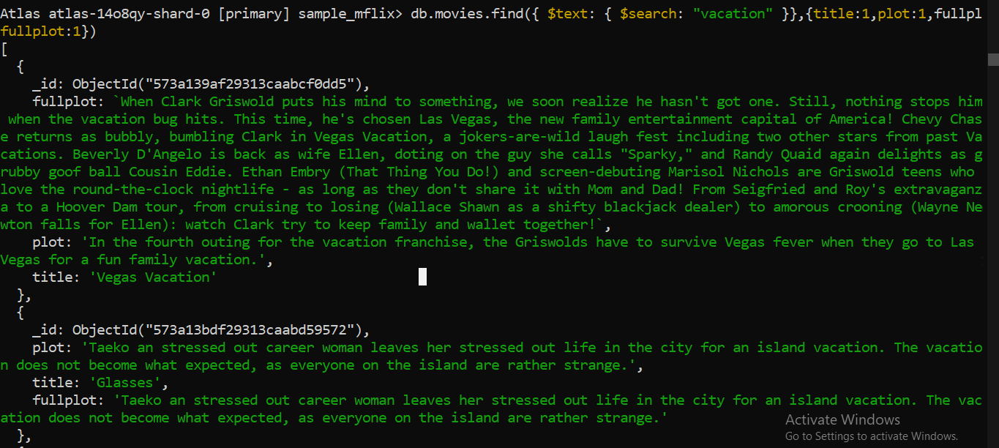 Atlas atlas-14o8qy-shard-0 [primary] sample_mflix> db.movies.find({ $text: { $search: "vacation" }},{title:1,plot:1,fullpl
fullplot:1})
[
  {
    _id: ObjectId("573a139af29313caabcf0dd5"),
    fullplot: `When Clark Griswold puts his mind to something, we soon realize he hasn't got one. Still, nothing stops him
 when the vacation bug hits. This time, he's chosen Las Vegas, the new family entertainment capital of America! Chevy Chas
e returns as bubbly, bumbling Clark in Vegas Vacation, a jokers-are-wild laugh fest including two other stars from past Va
cations. Beverly D'Angelo is back as wife Ellen, doting on the guy she calls "Sparky," and Randy Quaid again delights as g
rubby goof ball Cousin Eddie. Ethan Embry (That Thing You Do!) and screen-debuting Marisol Nichols are Griswold teens who
love the round-the-clock nightlife - as long as they don't share it with Mom and Dad! From Seigfried and Roy's extravaganz
a to a Hoover Dam tour, from cruising to losing (Wallace Shawn as a shifty blackjack dealer) to amorous crooning (Wayne Ne
wton falls for Ellen): watch Clark try to keep family and wallet together!`,
    plot: 'In the fourth outing for the vacation franchise, the Griswolds have to survive Vegas fever when they go to Las
Vegas for a fun family vacation.',
    title: 'Vegas Vacation'
  },
  {
    _id: ObjectId("573a13bdf29313caabd59572"),
    plot: 'Taeko an stressed out career woman leaves her stressed out life in the city for an island vacation. The vacatio
n does not become what expected, as everyone on the island are rather strange.',
    title: 'Glasses',
    fullplot: 'Taeko an stressed out career woman leaves her stressed out life in the city for an island vacation. The vac
ation does not become what expected, as everyone on the island are rather strange.'
  },
Activate Windows
Go to Settings to activate Windows.